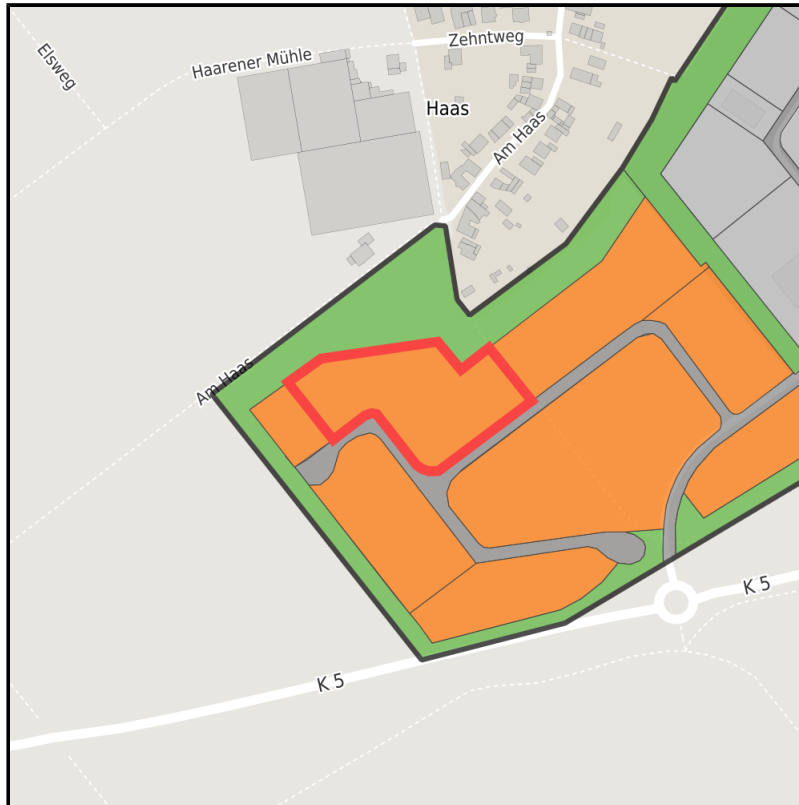 Elsweg
Haarener Mühle
Zehntweg
Haas
Am Haas
Am Haas
K 5
K 5